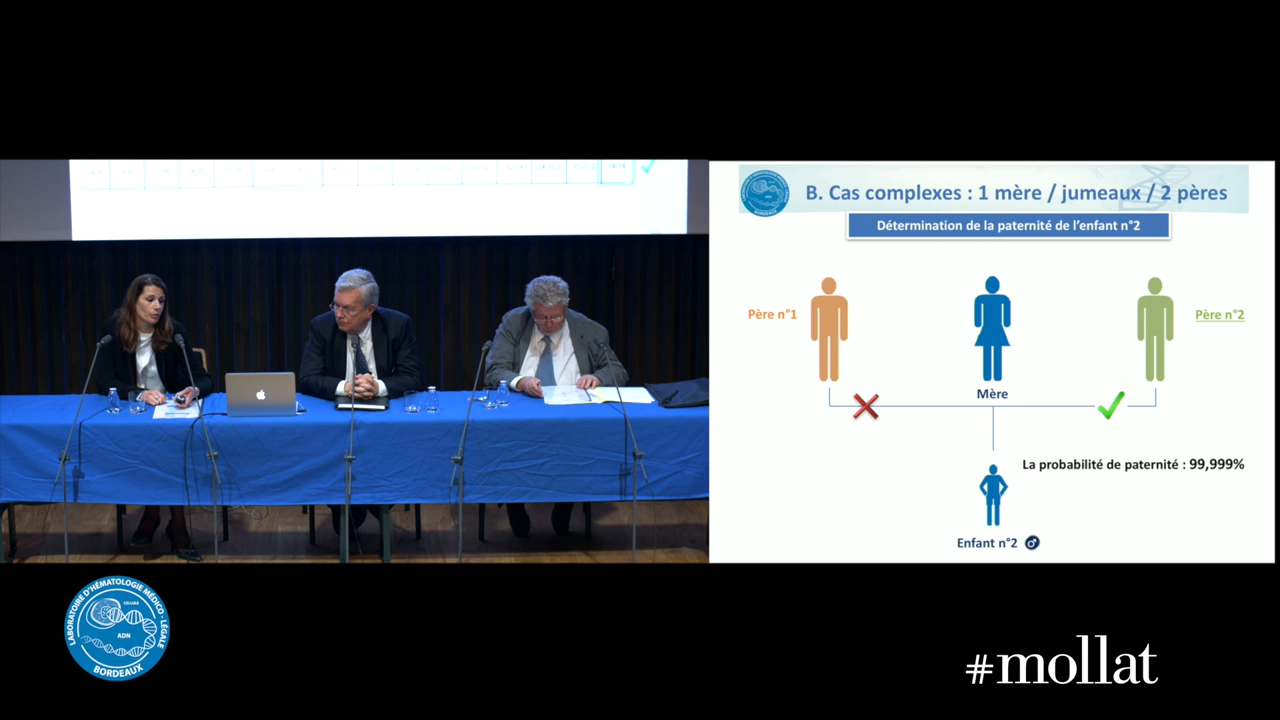 B. Cas complexes : 1 mère / jumeaux / 2 pères
Détermination de la paternité de l'enfant n°2
Père n°1
Père n°2
Mère
La probabilité de paternité : 99,999%
Enfant n°2
LABORATOIRE D'HÉMATOLOGIE MÉDICO-LÉGALE
CELLULE
ADN
BORDEAUX
#mollat